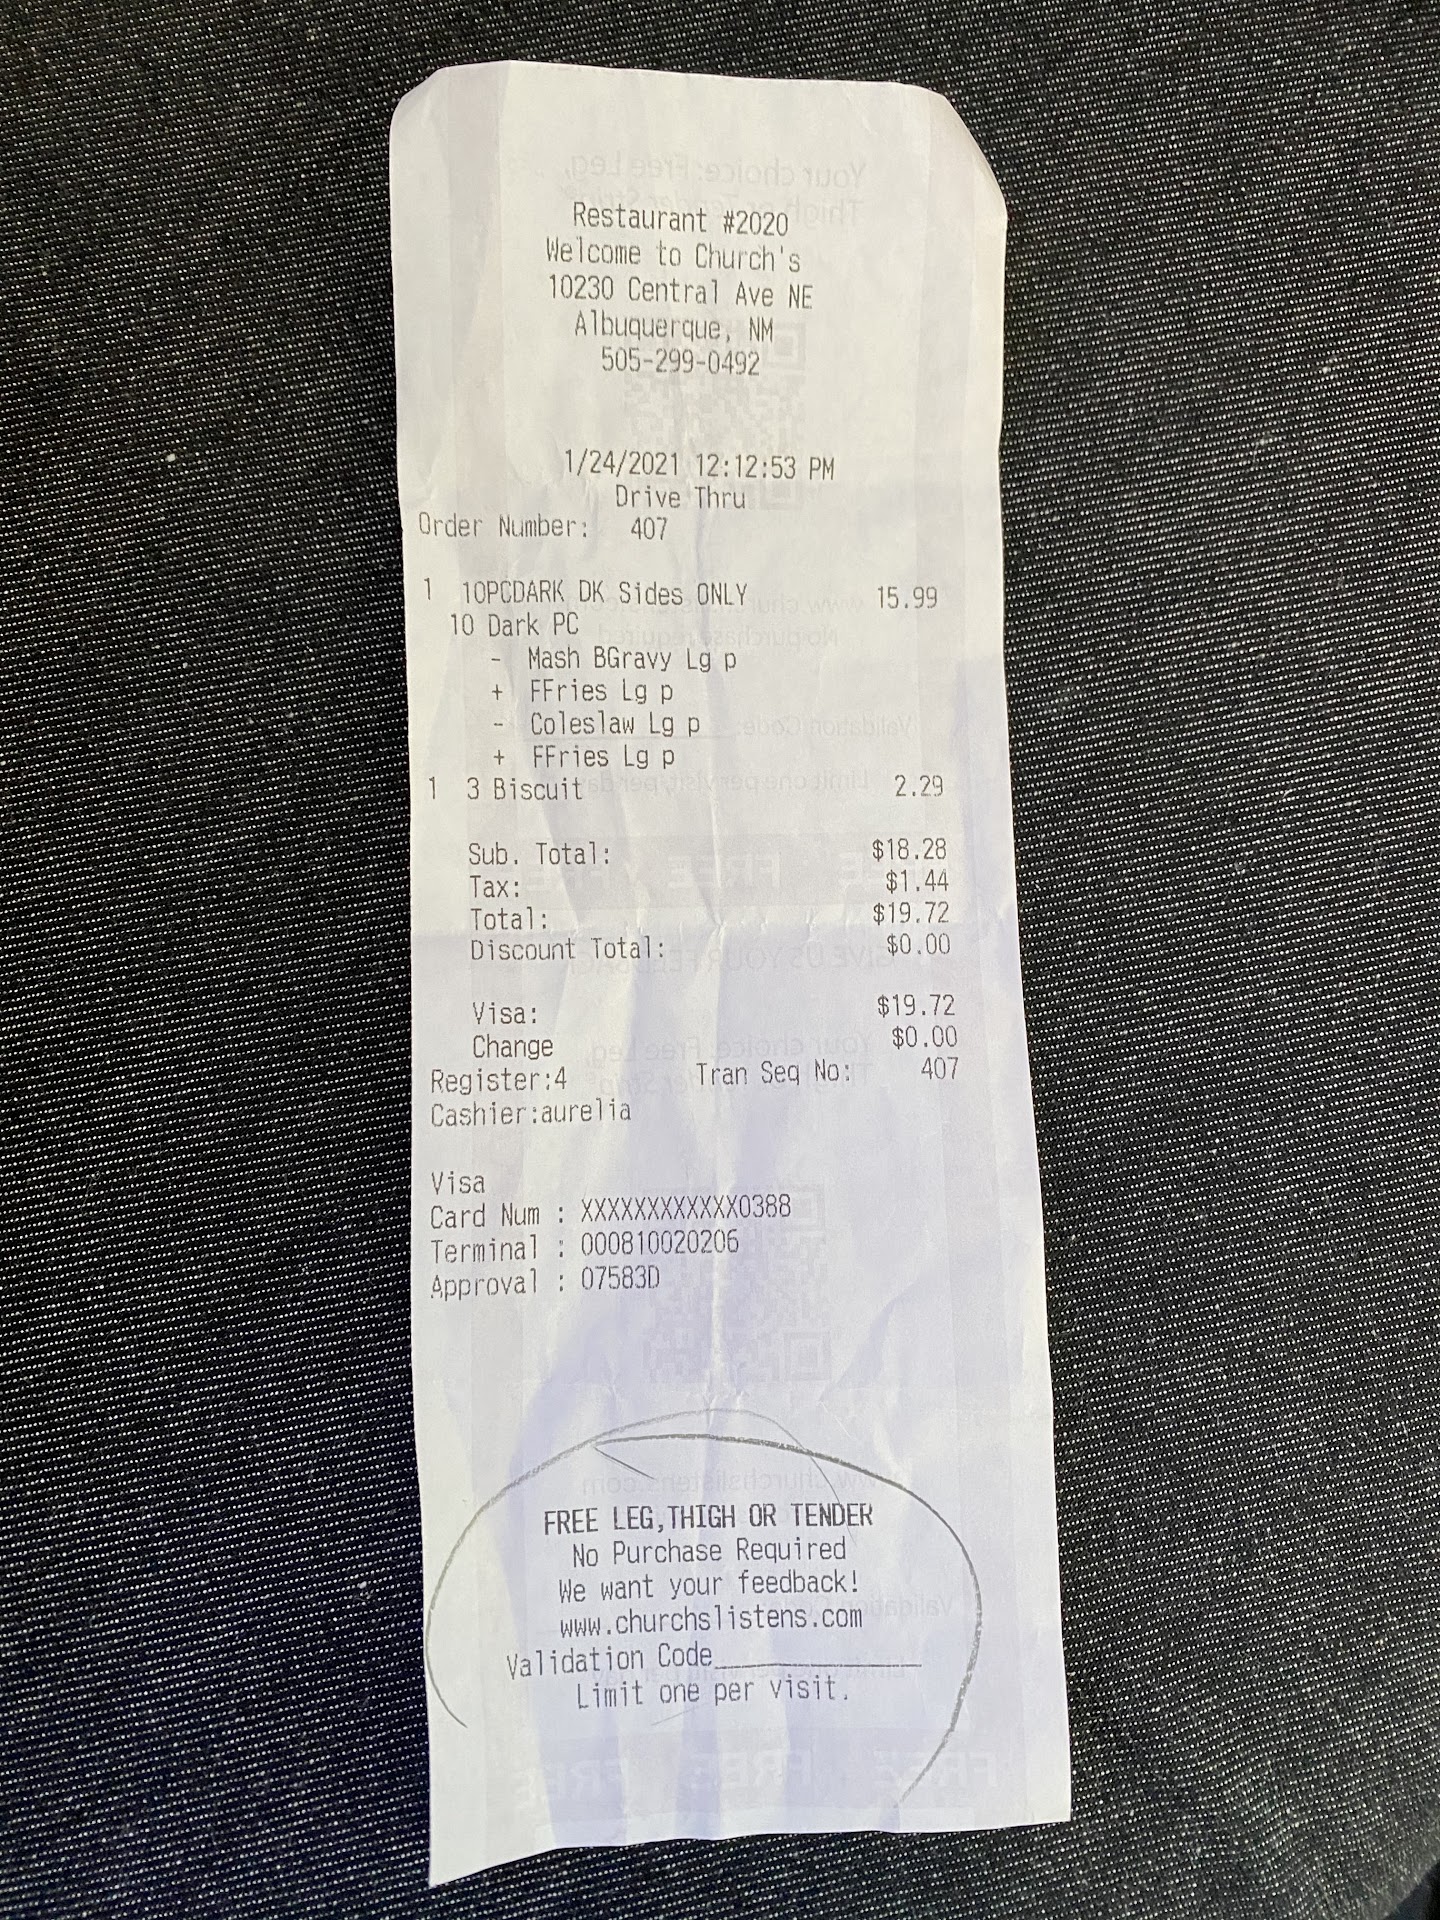 Restaurant #2020
Welcome to Church's
10230 Central Ave NE
Albuquerque, NM
505-299-0492
1/24/2021 12:12:53 PM
Drive Thru
Order Number: 407
1 10PCDARK DK Sides ONLY 15.99
10 Dark PC
- Mash BGravy Lg p
+ FFries Lg p
- Coleslaw Lg p
+ FFries Lg p
1 3 Biscuit 2.29
Sub. Total: $18.28
Tax: $1.44
Total: $19.72
Discount Total: $0.00
Visa: $19.72
Change $0.00
Register:4 Tran Seq No: 407
Cashier:aurelia
Visa
Card Num : XXXXXXXXXXXX0388
Terminal : 000810020206
Approval : 07583D
FREE LEG,THIGH OR TENDER
No Purchase Required
We want your feedback!
www.churchslistens.com
Validation Code____________
Limit one per visit.